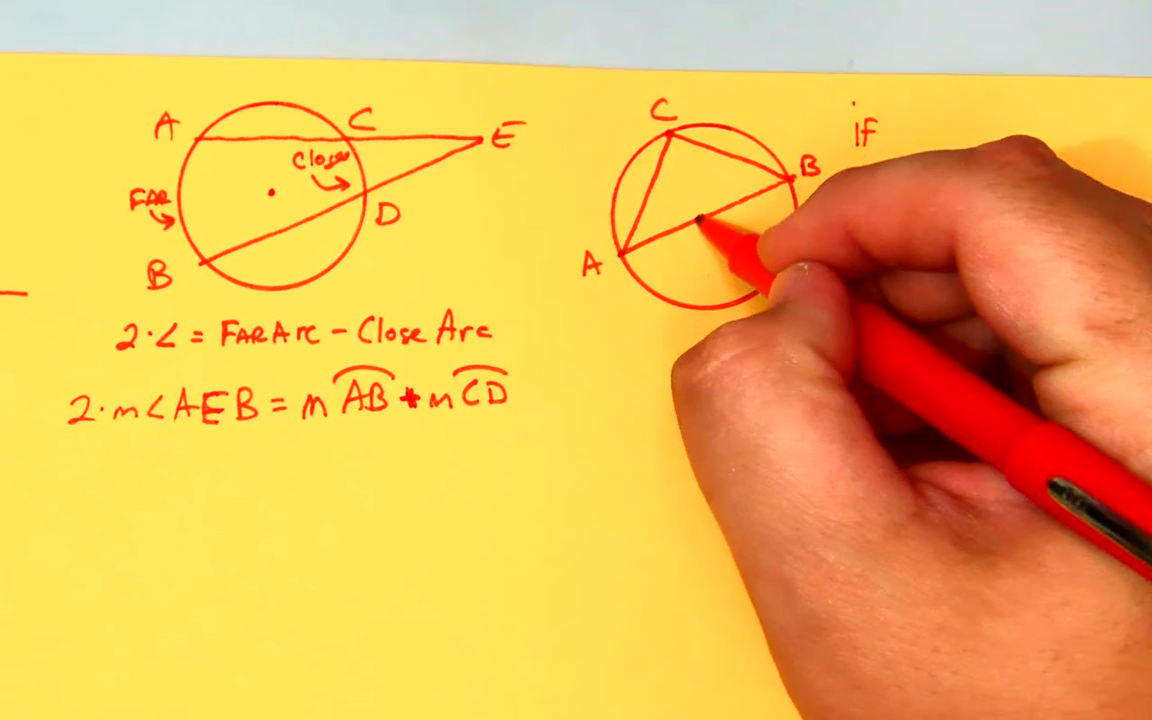 A
C
E
Close
FAR
D
B
2·∠ = FAR Arc - Close Arc
2·m∠AEB = m AB m CD
C
if
B
A